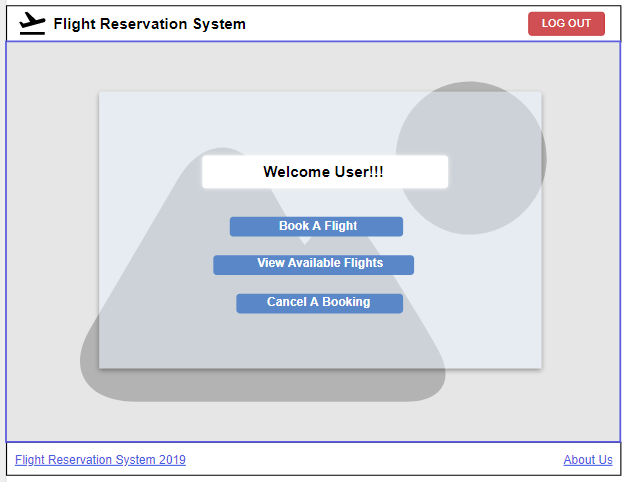 Flight Reservation System
LOG OUT
Welcome User!!!
Book A Flight
View Available Flights
Cancel A Booking
Flight Reservation System 2019
About Us